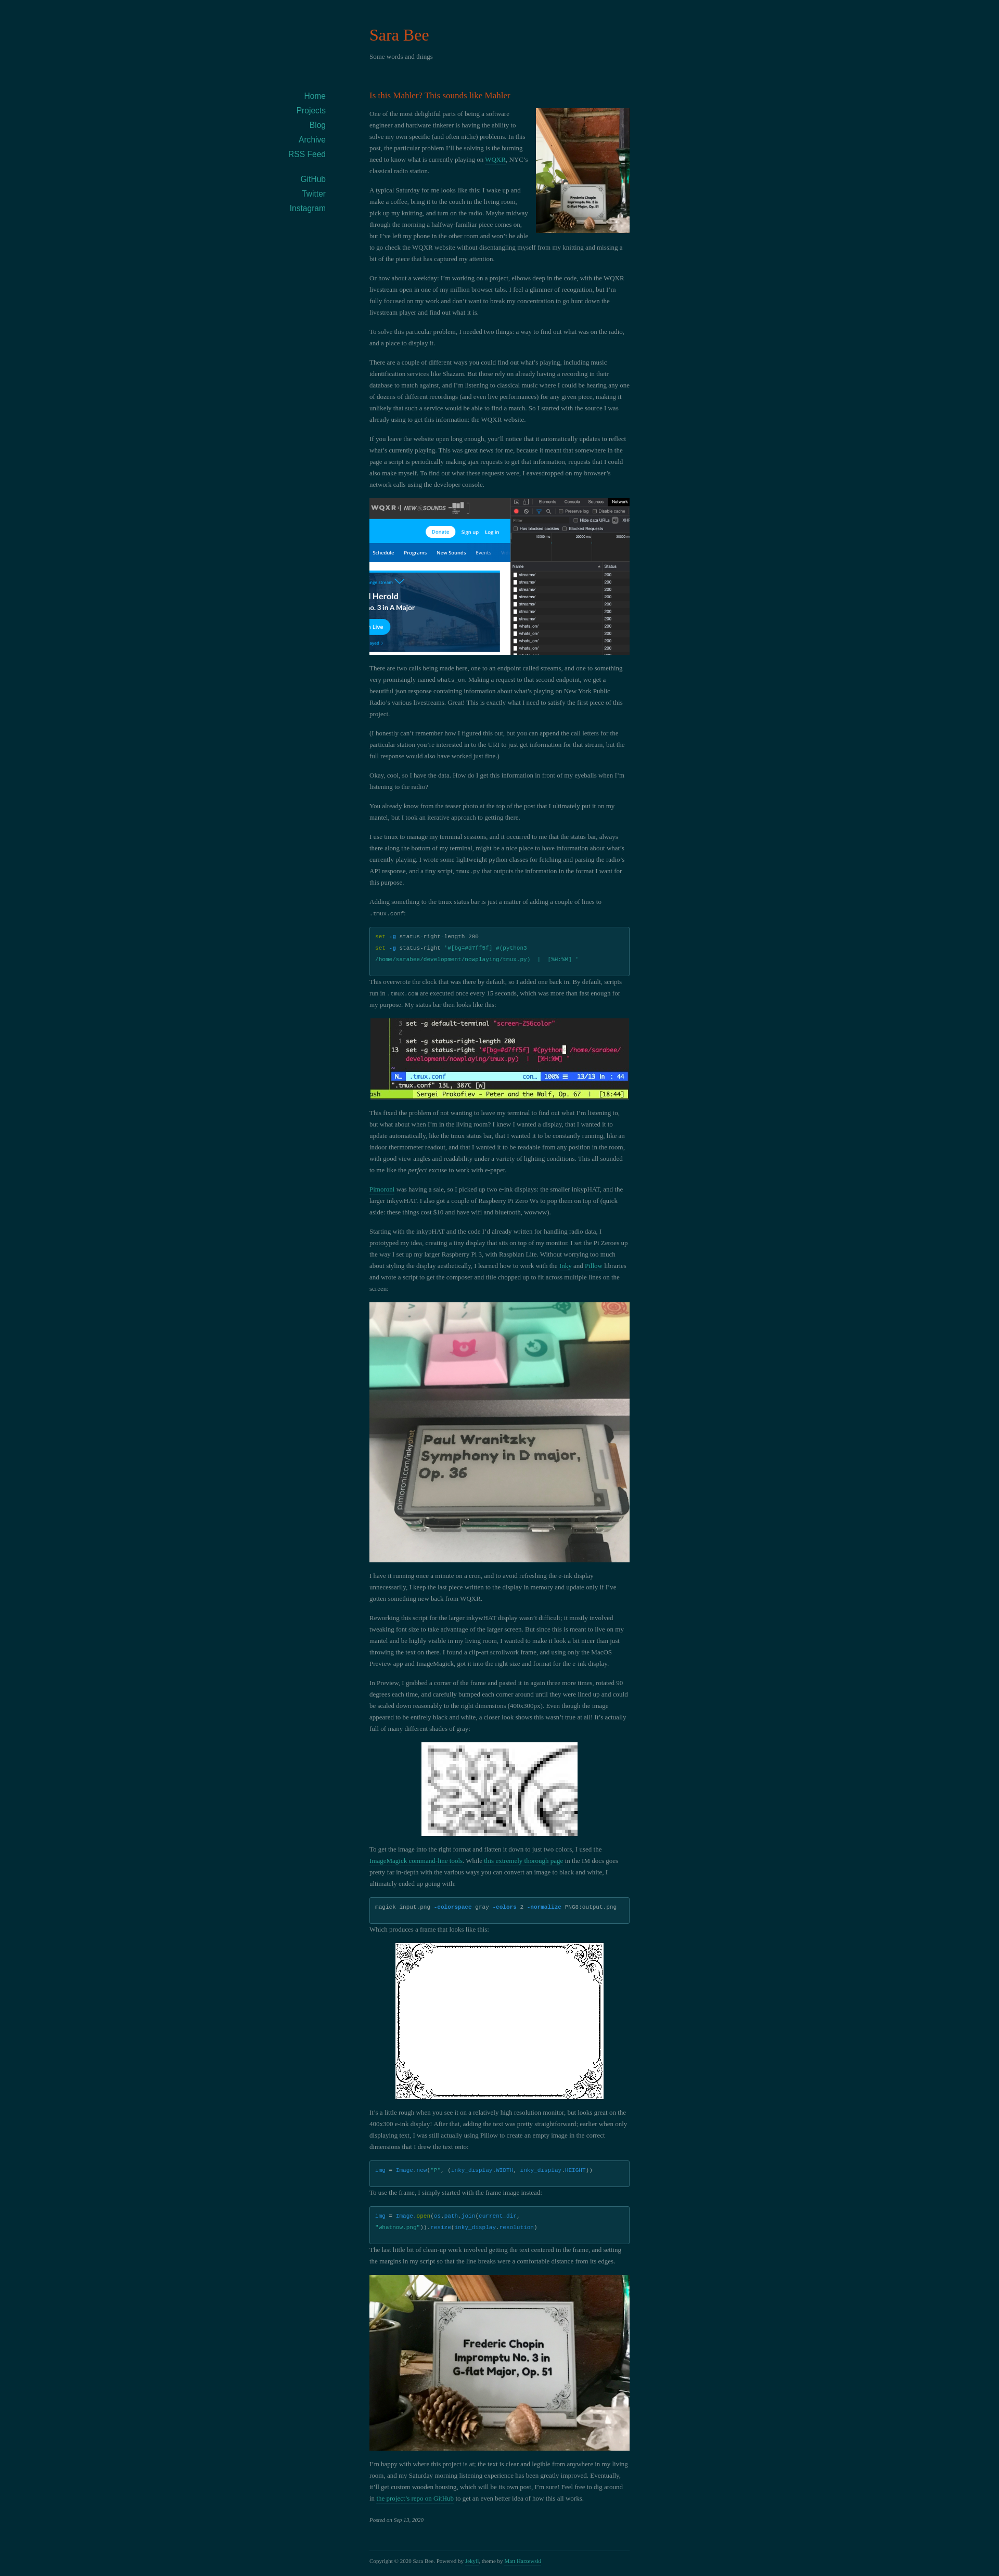 Sara Bee
Some words and things
Home
Projects
Blog
Archive
RSS Feed
GitHub
Twitter
Instagram
Is this Mahler? This sounds like Mahler
One of the most delightful parts of being a software
engineer and hardware tinkerer is having the ability to
solve my own specific (and often niche) problems. In this
post, the particular problem I’ll be solving is the burning
need to know what is currently playing on WQXR, NYC’s
classical radio station.
Frederic Chopin
Impromptu No. 3 in
G-flat Major, Op. 51
A typical Saturday for me looks like this: I wake up and
make a coffee, bring it to the couch in the living room,
pick up my knitting, and turn on the radio. Maybe midway
through the morning a halfway-familiar piece comes on,
but I’ve left my phone in the other room and won’t be able
to go check the WQXR website without disentangling myself from my knitting and missing a
bit of the piece that has captured my attention.
Or how about a weekday: I’m working on a project, elbows deep in the code, with the WQXR
livestream open in one of my million browser tabs. I feel a glimmer of recognition, but I’m
fully focused on my work and don’t want to break my concentration to go hunt down the
livestream player and find out what it is.
To solve this particular problem, I needed two things: a way to find out what was on the radio,
and a place to display it.
There are a couple of different ways you could find out what’s playing, including music
identification services like Shazam. But those rely on already having a recording in their
database to match against, and I’m listening to classical music where I could be hearing any one
of dozens of different recordings (and even live performances) for any given piece, making it
unlikely that such a service would be able to find a match. So I started with the source I was
already using to get this information: the WQXR website.
If you leave the website open long enough, you’ll notice that it automatically updates to reflect
what’s currently playing. This was great news for me, because it meant that somewhere in the
page a script is periodically making ajax requests to get that information, requests that I could
also make myself. To find out what these requests were, I eavesdropped on my browser’s
network calls using the developer console.
WQXR NEW SOUNDS
Donate Sign up Log in
Schedule Programs New Sounds Events
l Herold
no. 3 in A Major
Live
Elements Console Sources Network
Preserve log Disable cache
Filter Hide data URLs All XHR
Has blocked cookies Blocked Requests
10000 ms 20000 ms
Name Status
streams/ 200
streams/ 200
streams/ 200
streams/ 200
streams/ 200
streams/ 200
streams/ 200
whats_on/ 200
whats_on/ 200
whats_on/ 200
whats_on/ 200
There are two calls being made here, one to an endpoint called streams, and one to something
very promisingly named whats_on. Making a request to that second endpoint, we get a
beautiful json response containing information about what’s playing on New York Public
Radio’s various livestreams. Great! This is exactly what I need to satisfy the first piece of this
project.
(I honestly can’t remember how I figured this out, but you can append the call letters for the
particular station you’re interested in to the URI to just get information for that stream, but the
full response would also have worked just fine.)
Okay, cool, so I have the data. How do I get this information in front of my eyeballs when I’m
listening to the radio?
You already know from the teaser photo at the top of the post that I ultimately put it on my
mantel, but I took an iterative approach to getting there.
I use tmux to manage my terminal sessions, and it occurred to me that the status bar, always
there along the bottom of my terminal, might be a nice place to have information about what’s
currently playing. I wrote some lightweight python classes for fetching and parsing the radio’s
API response, and a tiny script, tmux.py that outputs the information in the format I want for
this purpose.
Adding something to the tmux status bar is just a matter of adding a couple of lines to
.tmux.conf:
set -g status-right-length 200
set -g status-right '#[bg=#d7ff5f] #(python3
/home/sarabee/development/nowplaying/tmux.py)  |  [%H:%M] '
This overwrote the clock that was there by default, so I added one back in. By default, scripts
run in .tmux.com are executed once every 15 seconds, which was more than fast enough for
my purpose. My status bar then looks like this:
3 set -g default-terminal "screen-256color"
2
1 set -g status-right-length 200
13 set -g status-right '#[bg=#d7ff5f] #(python /home/sarabee/
development/nowplaying/tmux.py)  |  [%H:%M] '
~
N… .tmux.conf con… 100% ☰ 13/13 ln : 44
".tmux.conf" 13L, 387C [w]
ash Sergei Prokofiev - Peter and the Wolf, Op. 67 | [18:44]
This fixed the problem of not wanting to leave my terminal to find out what I’m listening to,
but what about when I’m in the living room? I knew I wanted a display, that I wanted it to
update automatically, like the tmux status bar, that I wanted it to be constantly running, like an
indoor thermometer readout, and that I wanted it to be readable from any position in the room,
with good view angles and readability under a variety of lighting conditions. This all sounded
to me like the perfect excuse to work with e-paper.
Pimoroni was having a sale, so I picked up two e-ink displays: the smaller inkypHAT, and the
larger inkywHAT. I also got a couple of Raspberry Pi Zero Ws to pop them on top of (quick
aside: these things cost $10 and have wifi and bluetooth, wowww).
Starting with the inkypHAT and the code I’d already written for handling radio data, I
prototyped my idea, creating a tiny display that sits on top of my monitor. I set the Pi Zeroes up
the way I set up my larger Raspberry Pi 3, with Raspbian Lite. Without worrying too much
about styling the display aesthetically, I learned how to work with the Inky and Pillow libraries
and wrote a script to get the composer and title chopped up to fit across multiple lines on the
screen:
pimoroni.com/inkyphat
Paul Wranitzky
Symphony in D major,
Op. 36
I have it running once a minute on a cron, and to avoid refreshing the e-ink display
unnecessarily, I keep the last piece written to the display in memory and update only if I’ve
gotten something new back from WQXR.
Reworking this script for the larger inkywHAT display wasn’t difficult; it mostly involved
tweaking font size to take advantage of the larger screen. But since this is meant to live on my
mantel and be highly visible in my living room, I wanted to make it look a bit nicer than just
throwing the text on there. I found a clip-art scrollwork frame, and using only the MacOS
Preview app and ImageMagick, got it into the right size and format for the e-ink display.
In Preview, I grabbed a corner of the frame and pasted it in again three more times, rotated 90
degrees each time, and carefully bumped each corner around until they were lined up and could
be scaled down reasonably to the right dimensions (400x300px). Even though the image
appeared to be entirely black and white, a closer look shows this wasn’t true at all! It’s actually
full of many different shades of gray:
To get the image into the right format and flatten it down to just two colors, I used the
ImageMagick command-line tools. While this extremely thorough page in the IM docs goes
pretty far in-depth with the various ways you can convert an image to black and white, I
ultimately ended up going with:
magick input.png -colorspace gray -colors 2 -normalize PNG8:output.png
Which produces a frame that looks like this:
It’s a little rough when you see it on a relatively high resolution monitor, but looks great on the
400x300 e-ink display! After that, adding the text was pretty straightforward; earlier when only
displaying text, I was still actually using Pillow to create an empty image in the correct
dimensions that I drew the text onto:
img = Image.new("P", (inky_display.WIDTH, inky_display.HEIGHT))
To use the frame, I simply started with the frame image instead:
img = Image.open(os.path.join(current_dir,
"whatnow.png")).resize(inky_display.resolution)
The last little bit of clean-up work involved getting the text centered in the frame, and setting
the margins in my script so that the line breaks were a comfortable distance from its edges.
Frederic Chopin
Impromptu No. 3 in
G-flat Major, Op. 51
I’m happy with where this project is at; the text is clear and legible from anywhere in my living
room, and my Saturday morning listening experience has been greatly improved. Eventually,
it’ll get custom wooden housing, which will be its own post, I’m sure! Feel free to dig around
in the project’s repo on GitHub to get an even better idea of how this all works.
Posted on Sep 13, 2020
Copyright © 2020 Sara Bee. Powered by Jekyll, theme by Matt Harzewski